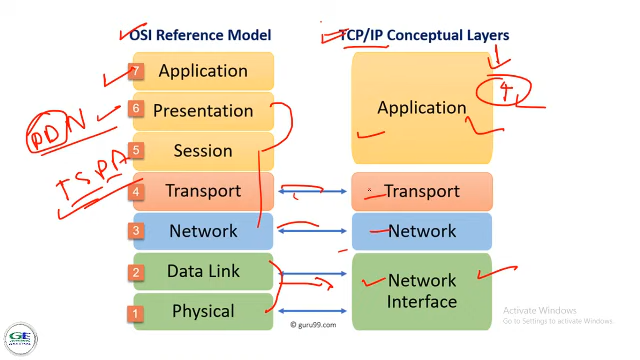 OSI Reference Model
TCP/IP Conceptual Layers
7 Application
6 Presentation
5 Session
4 Transport
3 Network
2 Data Link
1 Physical
Application
Transport
Network
Network
Interface
4
PDN
TSPA
© guru99.com
Activate Windows
Go to Settings to activate Windows.
GE